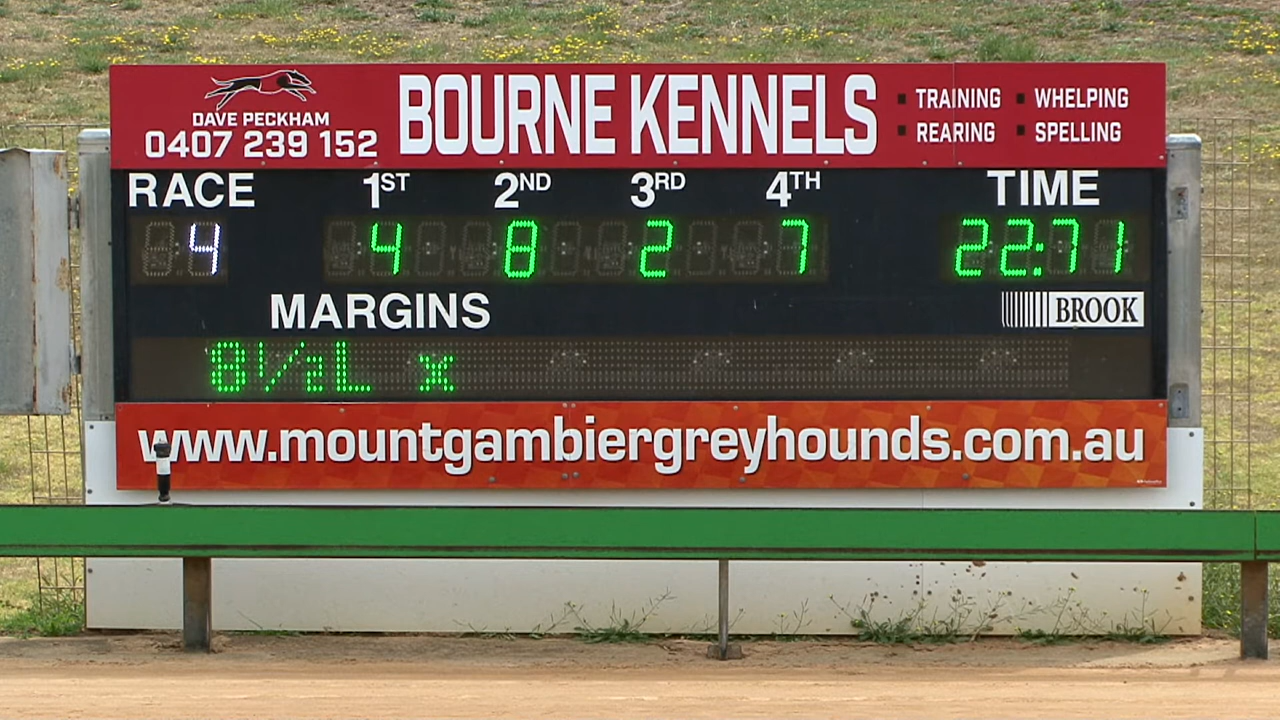 DAVE PECKHAM
0407 239 152
BOURNE KENNELS
TRAINING WHELPING
REARING SPELLING
RACE 1ST 2ND 3RD 4TH TIME
4 4 8 2 7 22:71
MARGINS
BROOK
8½L x
www.mountgambiergreyhounds.com.au